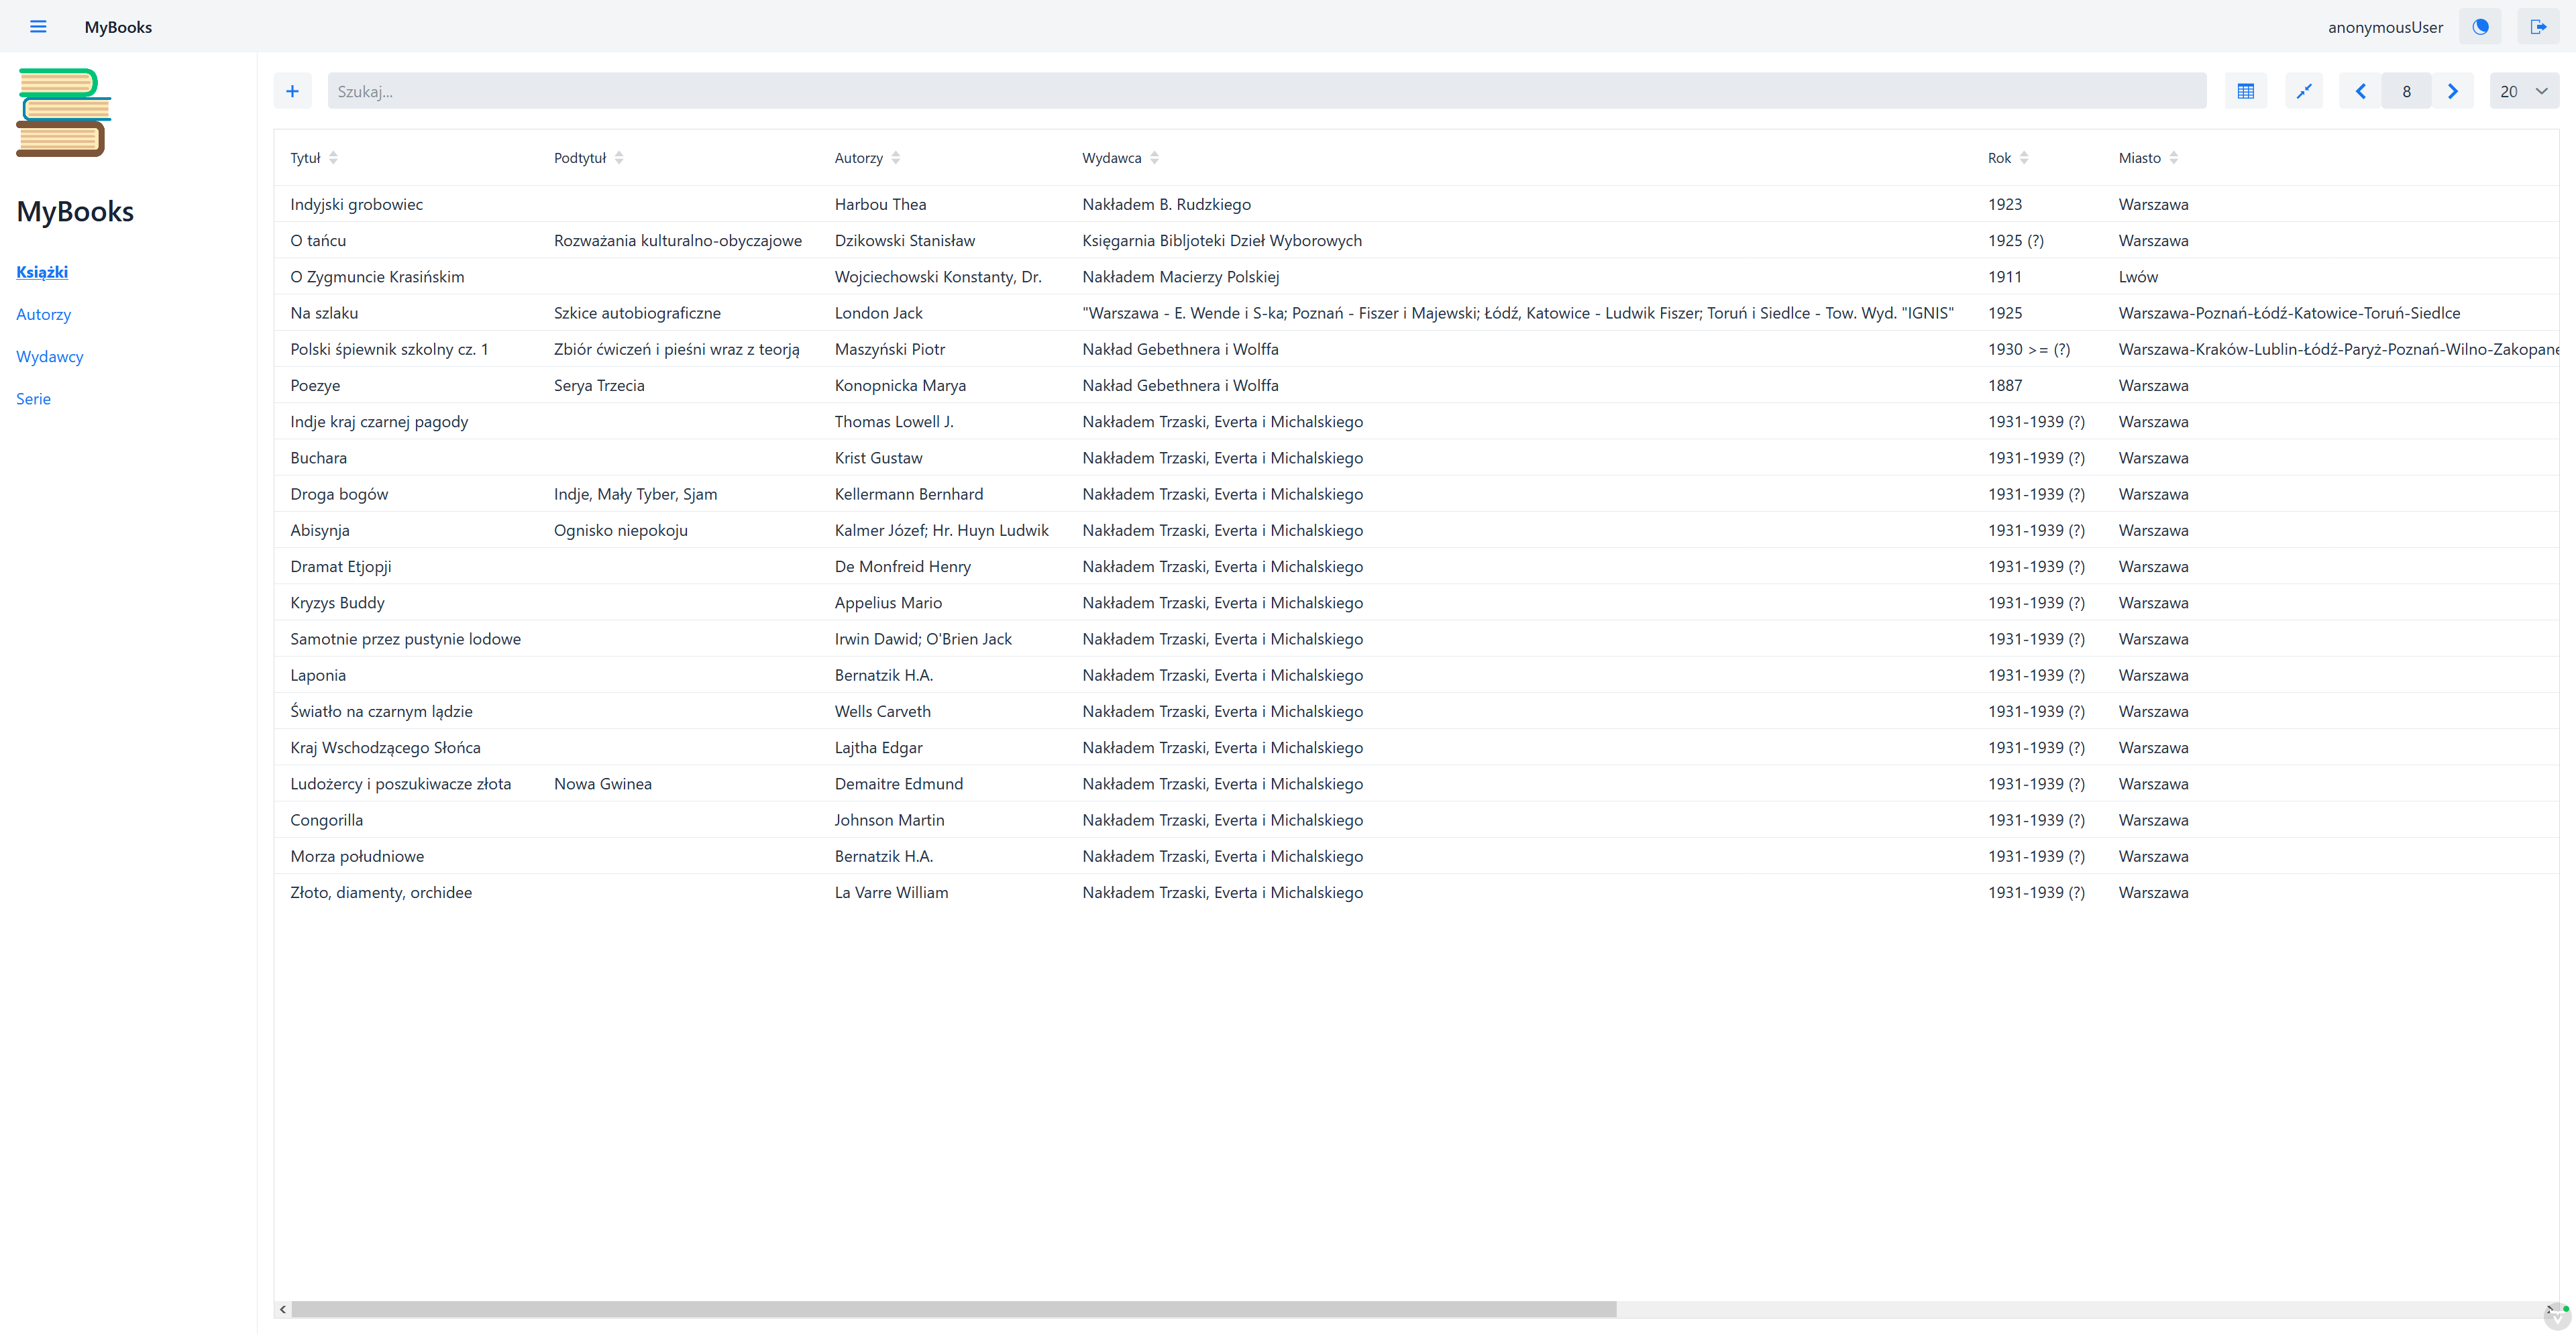 MyBooks
anonymousUser
MyBooks
Książki
Autorzy
Wydawcy
Serie
Szukaj...
8
20
Tytuł Podtytuł Autorzy Wydawca Rok Miasto
Indyjski grobowiec Harbou Thea Nakładem B. Rudzkiego 1923 Warszawa
O tańcu Rozważania kulturalno-obyczajowe Dzikowski Stanisław Księgarnia Bibljoteki Dzieł Wyborowych 1925 (?) Warszawa
O Zygmuncie Krasińskim Wojciechowski Konstanty, Dr. Nakładem Macierzy Polskiej 1911 Lwów
Na szlaku Szkice autobiograficzne London Jack "Warszawa - E. Wende i S-ka; Poznań - Fiszer i Majewski; Łódź, Katowice - Ludwik Fiszer; Toruń i Siedlce - Tow. Wyd. "IGNIS" 1925 Warszawa-Poznań-Łódź-Katowice-Toruń-Siedlce
Polski śpiewnik szkolny cz. 1 Zbiór ćwiczeń i pieśni wraz z teorją Maszyński Piotr Nakład Gebethnera i Wolffa 1930 >= (?) Warszawa-Kraków-Lublin-Łódź-Paryż-Poznań-Wilno-Zakopane
Poezye Serya Trzecia Konopnicka Marya Nakład Gebethnera i Wolffa 1887 Warszawa
Indje kraj czarnej pagody Thomas Lowell J. Nakładem Trzaski, Everta i Michalskiego 1931-1939 (?) Warszawa
Buchara Krist Gustaw Nakładem Trzaski, Everta i Michalskiego 1931-1939 (?) Warszawa
Droga bogów Indje, Mały Tyber, Sjam Kellermann Bernhard Nakładem Trzaski, Everta i Michalskiego 1931-1939 (?) Warszawa
Abisynja Ognisko niepokoju Kalmer Józef; Hr. Huyn Ludwik Nakładem Trzaski, Everta i Michalskiego 1931-1939 (?) Warszawa
Dramat Etjopji De Monfreid Henry Nakładem Trzaski, Everta i Michalskiego 1931-1939 (?) Warszawa
Kryzys Buddy Appelius Mario Nakładem Trzaski, Everta i Michalskiego 1931-1939 (?) Warszawa
Samotnie przez pustynie lodowe Irwin Dawid; O'Brien Jack Nakładem Trzaski, Everta i Michalskiego 1931-1939 (?) Warszawa
Laponia Bernatzik H.A. Nakładem Trzaski, Everta i Michalskiego 1931-1939 (?) Warszawa
Światło na czarnym lądzie Wells Carveth Nakładem Trzaski, Everta i Michalskiego 1931-1939 (?) Warszawa
Kraj Wschodzącego Słońca Lajtha Edgar Nakładem Trzaski, Everta i Michalskiego 1931-1939 (?) Warszawa
Ludożercy i poszukiwacze złota Nowa Gwinea Demaitre Edmund Nakładem Trzaski, Everta i Michalskiego 1931-1939 (?) Warszawa
Congorilla Johnson Martin Nakładem Trzaski, Everta i Michalskiego 1931-1939 (?) Warszawa
Morza południowe Bernatzik H.A. Nakładem Trzaski, Everta i Michalskiego 1931-1939 (?) Warszawa
Złoto, diamenty, orchidee La Varre William Nakładem Trzaski, Everta i Michalskiego 1931-1939 (?) Warszawa